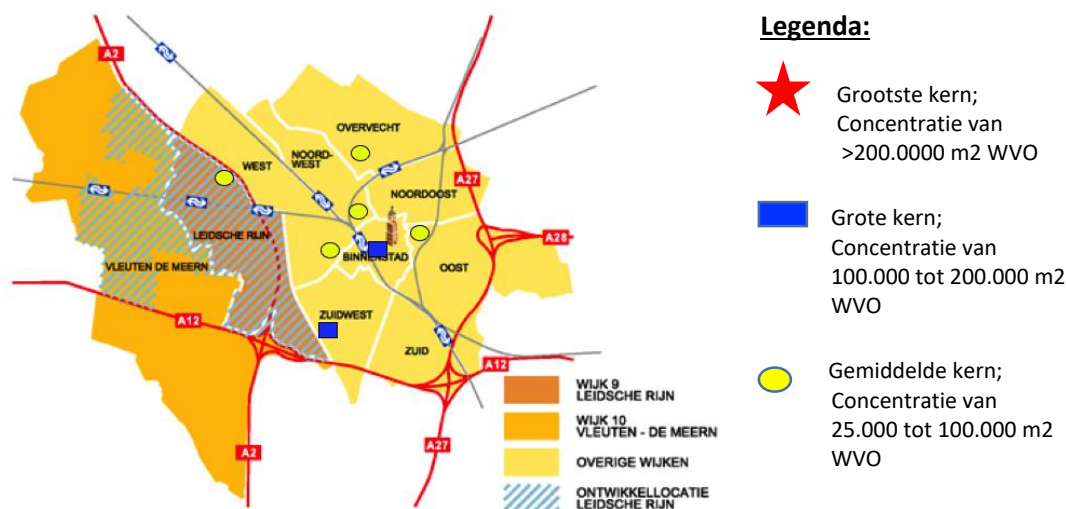 A2
OVERVECHT
NOORD-
WEST
WEST
NOORDOOST
A27
A28
LEIDSCHE RIJN
BINNENSTAD
OOST
VLEUTEN DE MEERN
A12
ZUIDWEST
ZUID
A12
A2
A27
WIJK 9
LEIDSCHE RIJN
WIJK 10
VLEUTEN - DE MEERN
OVERIGE WIJKEN
ONTWIKKELLOCATIE
LEIDSCHE RIJN
Legenda:
Grootste kern;
Concentratie van
>200.0000 m2 WVO
Grote kern;
Concentratie van
100.000 tot 200.000 m2
WVO
Gemiddelde kern;
Concentratie van
25.000 tot 100.000 m2
WVO